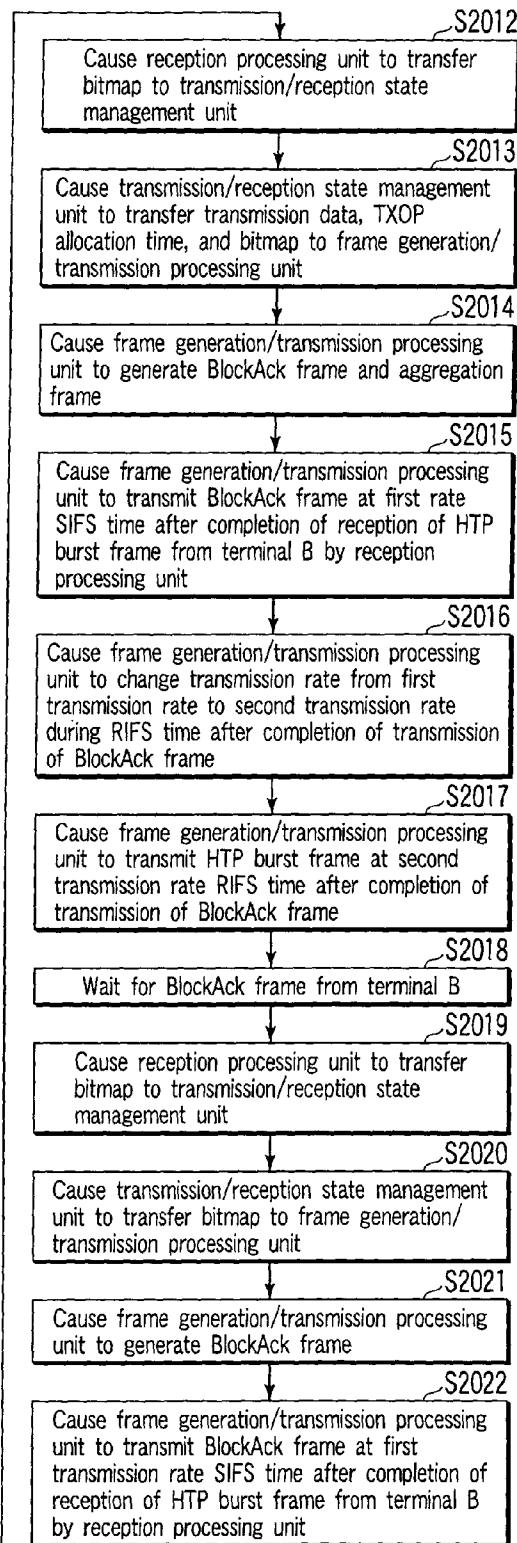 S2012
Cause reception processing unit to transfer
bitmap to transmission/reception state
management unit
S2013
Cause transmission/reception state management
unit to transfer transmission data, TXOP
allocation time, and bitmap to frame generation/
transmission processing unit
S2014
Cause frame generation/transmission processing
unit to generate BlockAck frame and aggregation
frame
S2015
Cause frame generation/transmission processing
unit to transmit BlockAck frame at first rate
SIFS time after completion of reception of HTP
burst frame from terminal B by reception
processing unit
S2016
Cause frame generation/transmission processing
unit to change transmission rate from first
transmission rate to second transmission rate
during RIFS time after completion of transmission
of BlockAck frame
S2017
Cause frame generation/transmission processing
unit to transmit HTP burst frame at second
transmission rate RIFS time after completion of
transmission of BlockAck frame
S2018
Wait for BlockAck frame from terminal B
S2019
Cause reception processing unit to transfer
bitmap to transmission/reception state
management unit
S2020
Cause transmission/reception state management
unit to transfer bitmap to frame generation/
transmission processing unit
S2021
Cause frame generation/transmission processing
unit to generate BlockAck frame
S2022
Cause frame generation/transmission processing
unit to transmit BlockAck frame at first
transmission rate SIFS time after completion of
reception of HTP burst frame from terminal B
by reception processing unit